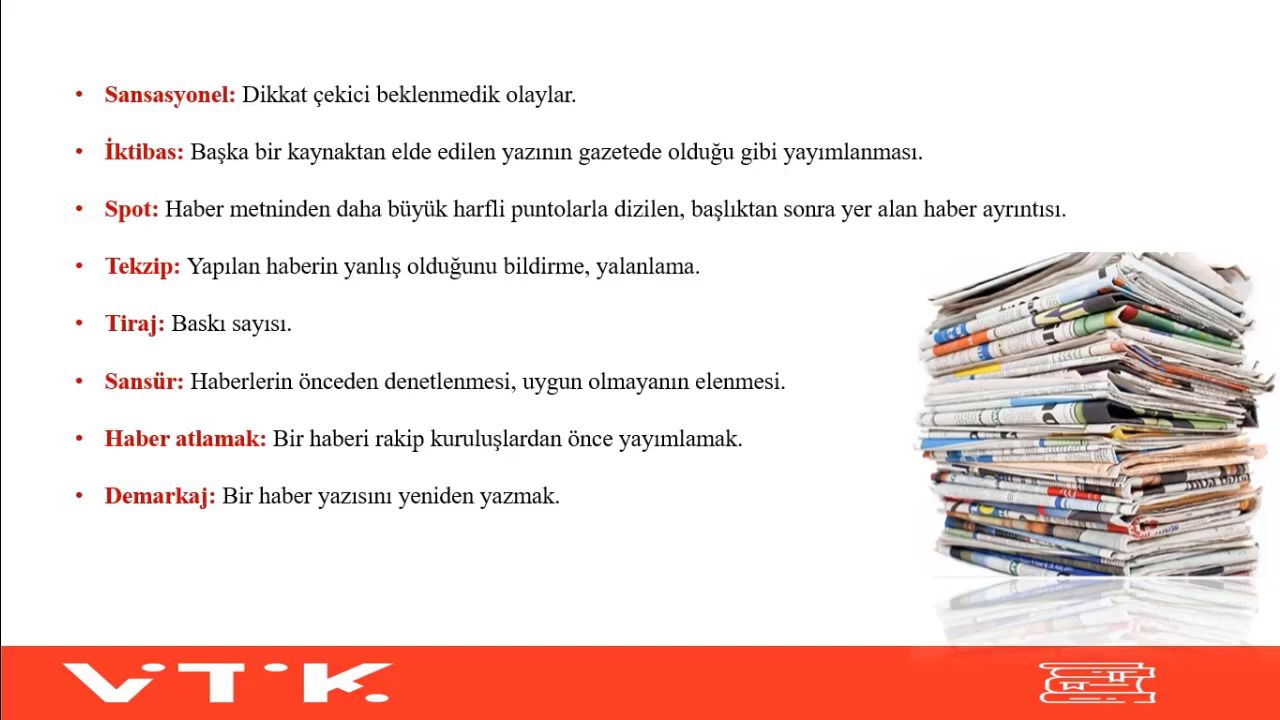 • Sansasyonel: Dikkat çekici beklenmedik olaylar.
• İktibas: Başka bir kaynaktan elde edilen yazının gazetede olduğu gibi yayımlanması.
• Spot: Haber metninden daha büyük harfli puntolarla dizilen, başlıktan sonra yer alan haber ayrıntısı.
• Tekzip: Yapılan haberin yanlış olduğunu bildirme, yalanlama.
• Tiraj: Baskı sayısı.
• Sansür: Haberlerin önceden denetlenmesi, uygun olmayanın elenmesi.
• Haber atlamak: Bir haberi rakip kuruluşlardan önce yayımlamak.
• Demarkaj: Bir haber yazısını yeniden yazmak.
VTK